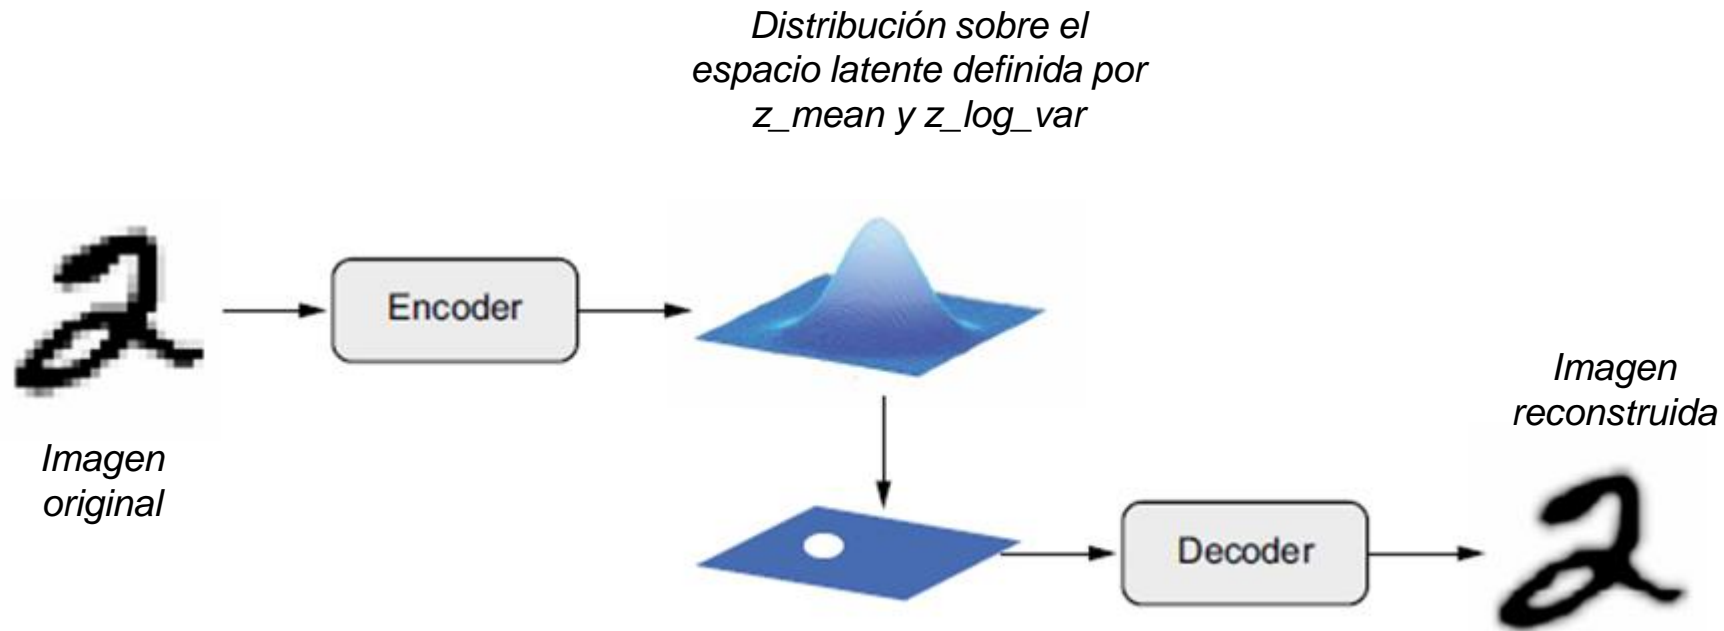 Distribución sobre el
espacio latente definida por
z_mean y z_log_var
Encoder
Imagen
original
Imagen
reconstruida
Decoder